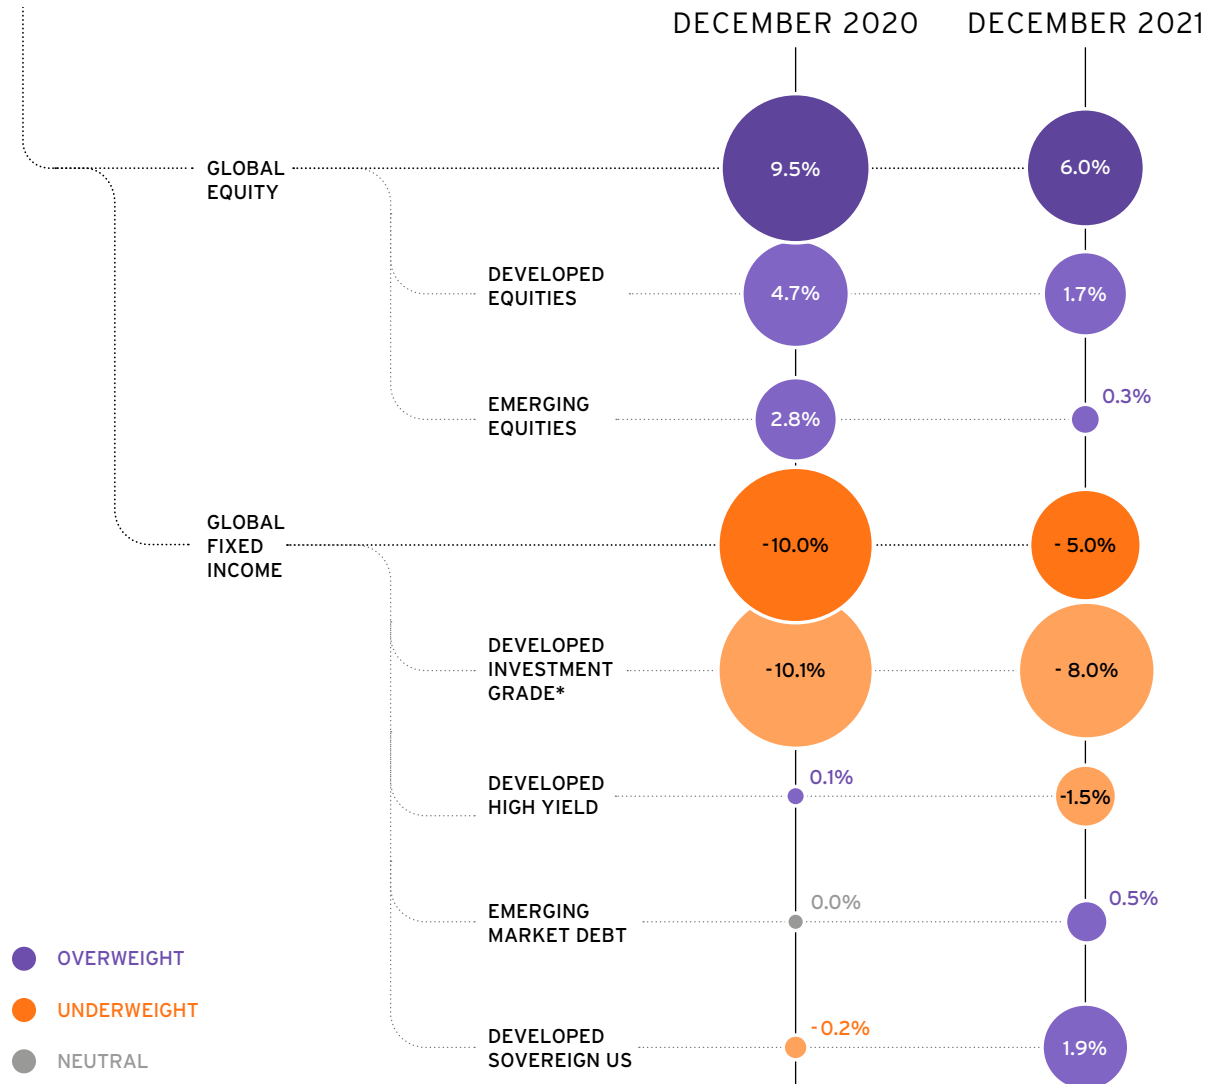 DECEMBER 2020 DECEMBER 2021
GLOBAL
EQUITY
9.5%
6.0%
DEVELOPED
EQUITIES
4.7%
1.7%
EMERGING
EQUITIES
2.8%
0.3%
GLOBAL
FIXED
INCOME
-10.0%
- 5.0%
DEVELOPED
INVESTMENT
GRADE*
-10.1%
- 8.0%
DEVELOPED
HIGH YIELD
0.1%
-1.5%
EMERGING
MARKET DEBT
0.0%
0.5%
DEVELOPED
SOVEREIGN US
-0.2%
1.9%
OVERWEIGHT
UNDERWEIGHT
NEUTRAL